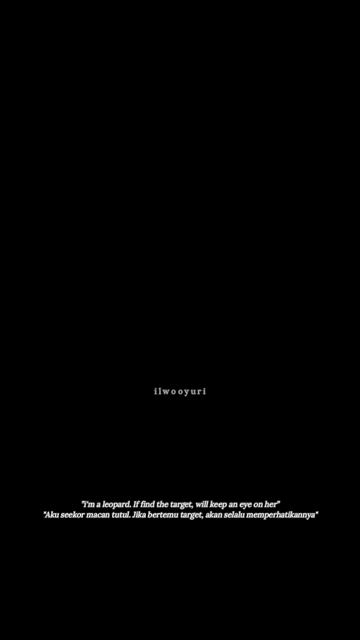 ilwooyuri
"i'm a leopard. If find the target, will keep an eye on her"
"Aku seekor macan tutul. Jika bertemu target, akan selalu memperhatikannya"